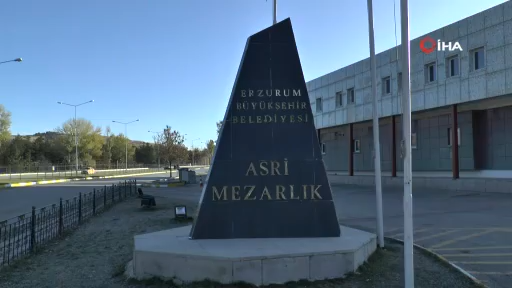 İHA
ERZURUM
BÜYÜKŞEHİR
BELEDİYESİ
ASRİ
MEZARLIK